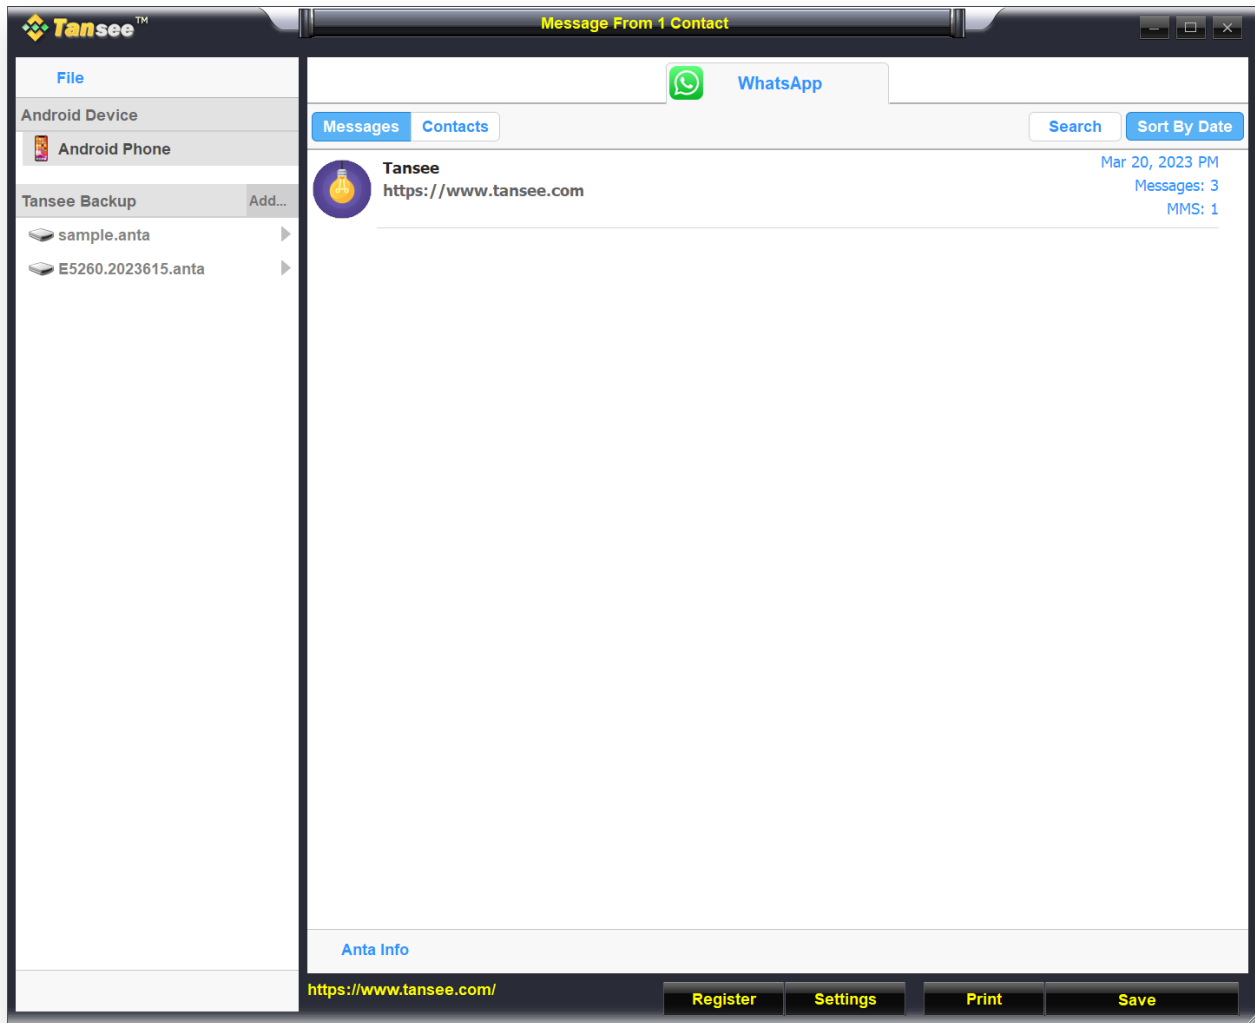 Tansee™
Message From 1 Contact
File
Android Device
Android Phone
Tansee Backup
Add...
sample.anta
E5260.2023615.anta
WhatsApp
Messages
Contacts
Search
Sort By Date
Tansee
https://www.tansee.com
Mar 20, 2023 PM
Messages: 3
MMS: 1
Anta Info
https://www.tansee.com/
Register
Settings
Print
Save